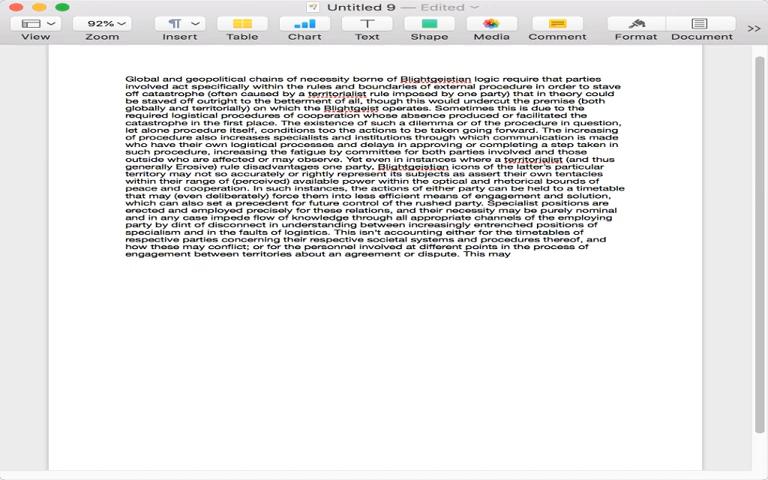 Untitled 9 — Edited
92%
View
Zoom
Insert
Table
Chart
Text
Shape
Media
Comment
Format
Document
Global and geopolitical chains of necessity borne of Blightgeistian logic require that parties
involved act specifically within the rules and boundaries of external procedure in order to stave
off catastrophe (often caused by a territorialist rule imposed by one party) that in theory could
be staved off outright to the betterment of all, though this would undercut the premise (both
globally and territorially) on which the Blightgeist operates. Sometimes this is due to the
required logistical procedures of cooperation whose absence produced or facilitated the
catastrophe in the first place. The existence of such a dilemma or of the procedure in question,
let alone procedure itself, conditions too the actions to be taken going forward. The increasing
of procedure also increases specialists and institutions through which communication is made
who have their own logistical processes and delays in approving or completing a step taken in
such procedure, increasing the fatigue by committee for both parties involved and those
outside who are affected or may observe. Yet even in instances where a territorialist (and thus
generally Erosive) rule disadvantages one party, Blightgeistian icons of the latter's particular
territory may not so accurately or rightly represent its subjects as assert their own tentacles
within their range of (perceived) available power within the optical and rhetorical bounds of
peace and cooperation. In such instances, the actions of either party can be held to a timetable
that may (even deliberately) force them into less efficient means of engagement and solution,
which can also set a precedent for future control of the rushed party. Specialist positions are
erected and employed precisely for these relations, and their necessity may be purely nominal
and in any case impede flow of knowledge through all appropriate channels of the employing
party by dint of disconnect in understanding between increasingly entrenched positions of
specialism and in the faults of logistics. This isn't accounting either for the timetables of
respective parties concerning their respective societal systems and procedures thereof, and
how these may conflict; or for the personnel involved at different points in the process of
engagement between territories about an agreement or dispute. This may